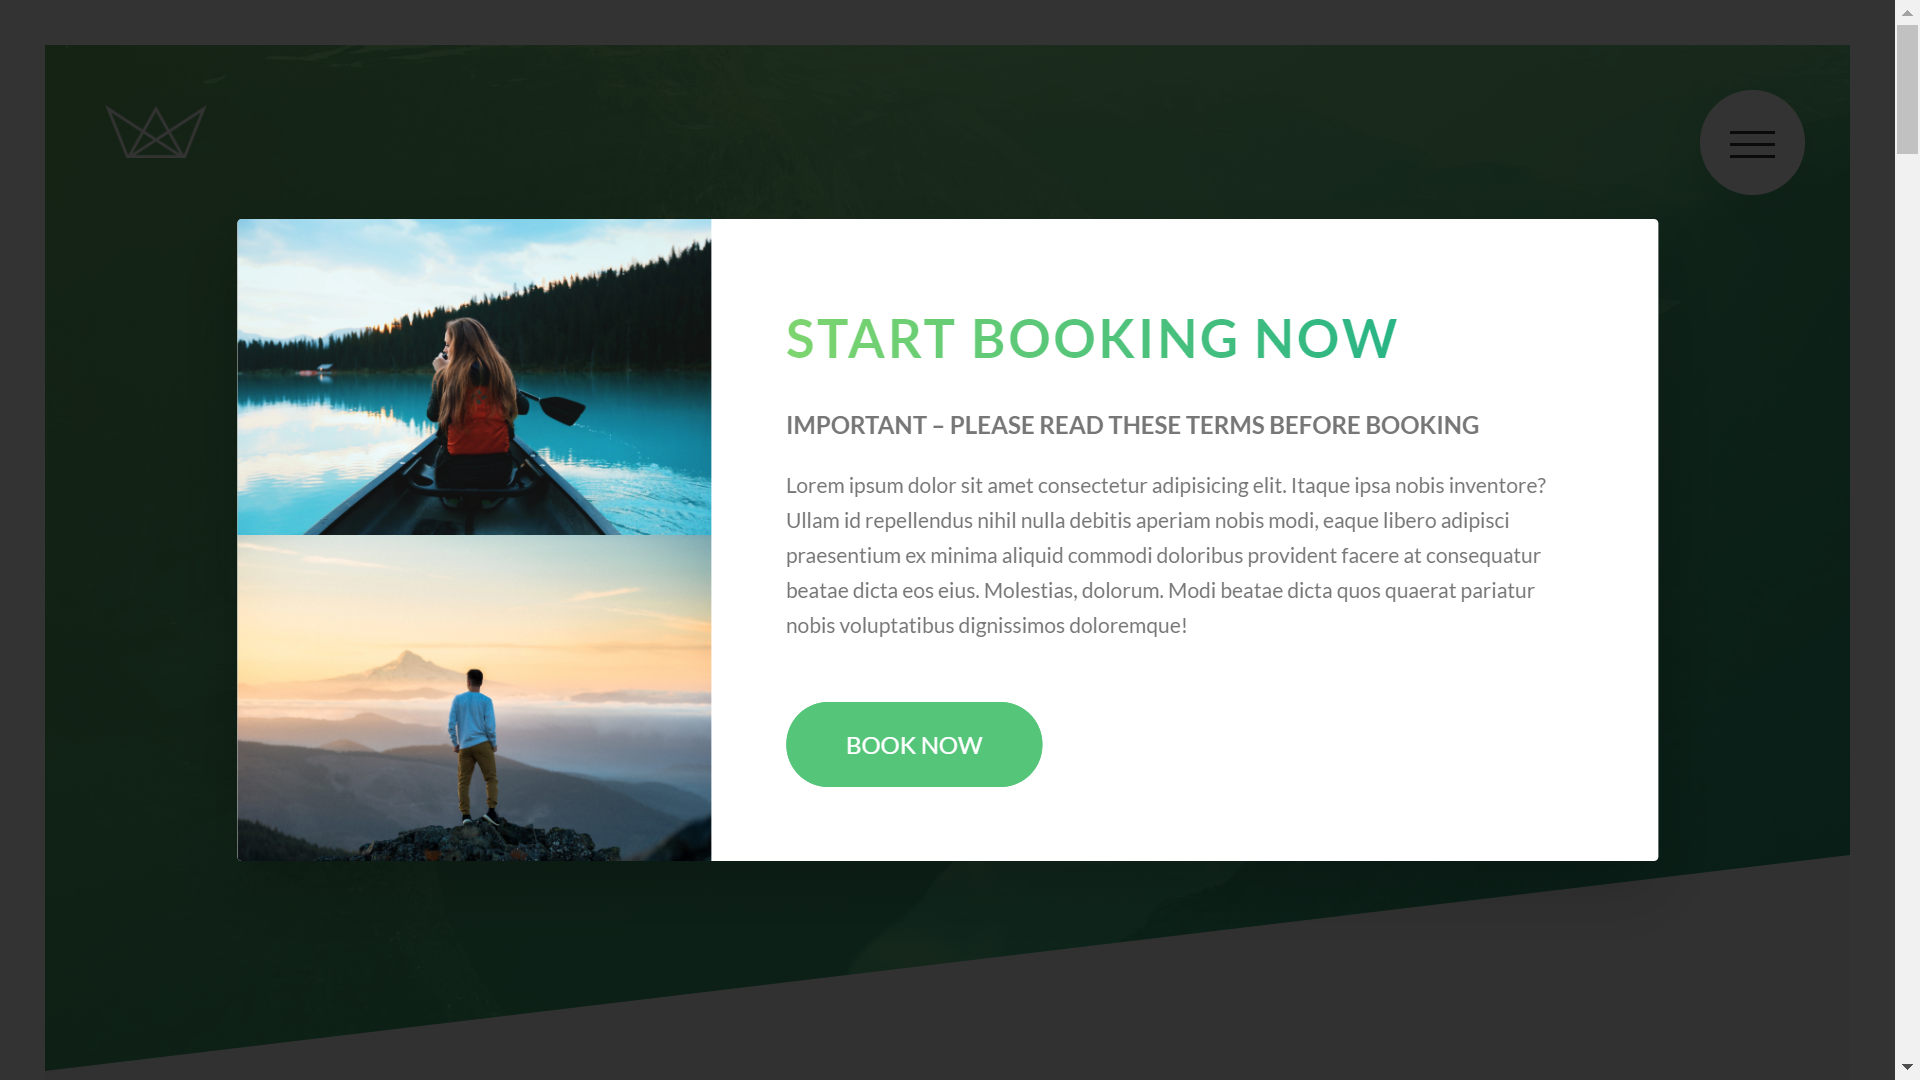 START BOOKING NOW
IMPORTANT – PLEASE READ THESE TERMS BEFORE BOOKING
Lorem ipsum dolor sit amet consectetur adipisicing elit. Itaque ipsa nobis inventore?
Ullam id repellendus nihil nulla debitis aperiam nobis modi, eaque libero adipisci
praesentium ex minima aliquid commodi doloribus provident facere at consequatur
beatae dicta eos eius. Molestias, dolorum. Modi beatae dicta quos quaerat pariatur
nobis voluptatibus dignissimos doloremque!
BOOK NOW